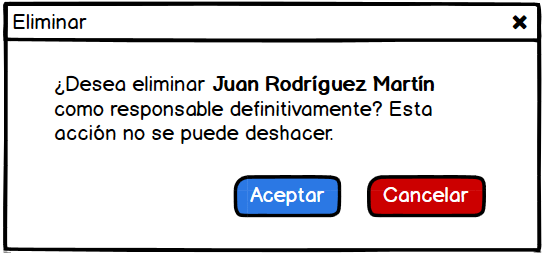 Eliminar
¿Desea eliminar Juan Rodríguez Martín
como responsable definitivamente? Esta
acción no se puede deshacer.
Aceptar
Cancelar